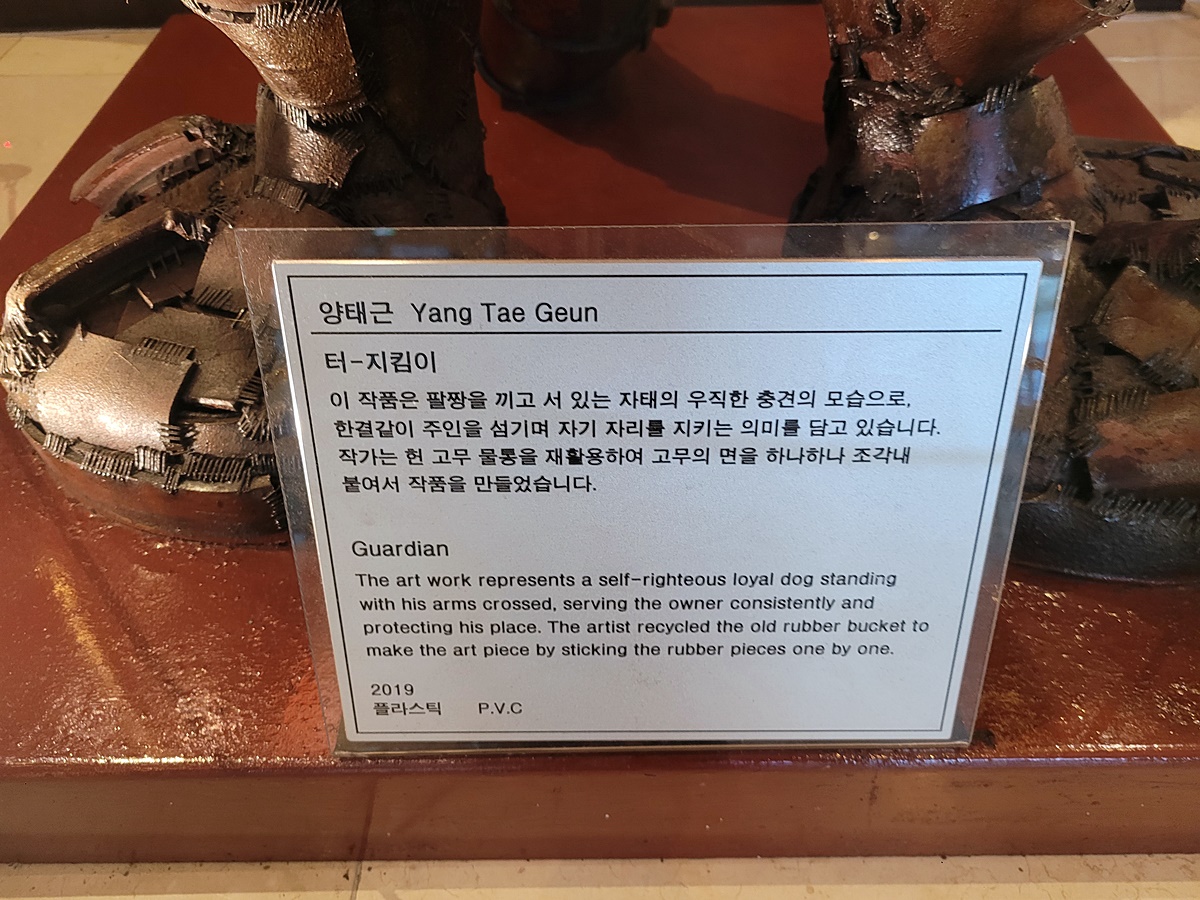 양태근 Yang Tae Geun
터-지킴이
이 작품은 팔짱을 끼고 서 있는 자태의 우직한 충견의 모습으로,
한결같이 주인을 섬기며 자기 자리를 지키는 의미를 담고 있습니다.
작가는 헌 고무 물통을 재활용하여 고무의 면을 하나하나 조각내
붙여서 작품을 만들었습니다.
Guardian
The art work represents a self-righteous loyal dog standing
with his arms crossed, serving the owner consistently and
protecting his place. The artist recycled the old rubber bucket to
make the art piece by sticking the rubber pieces one by one.
2019
플라스틱 P.V.C